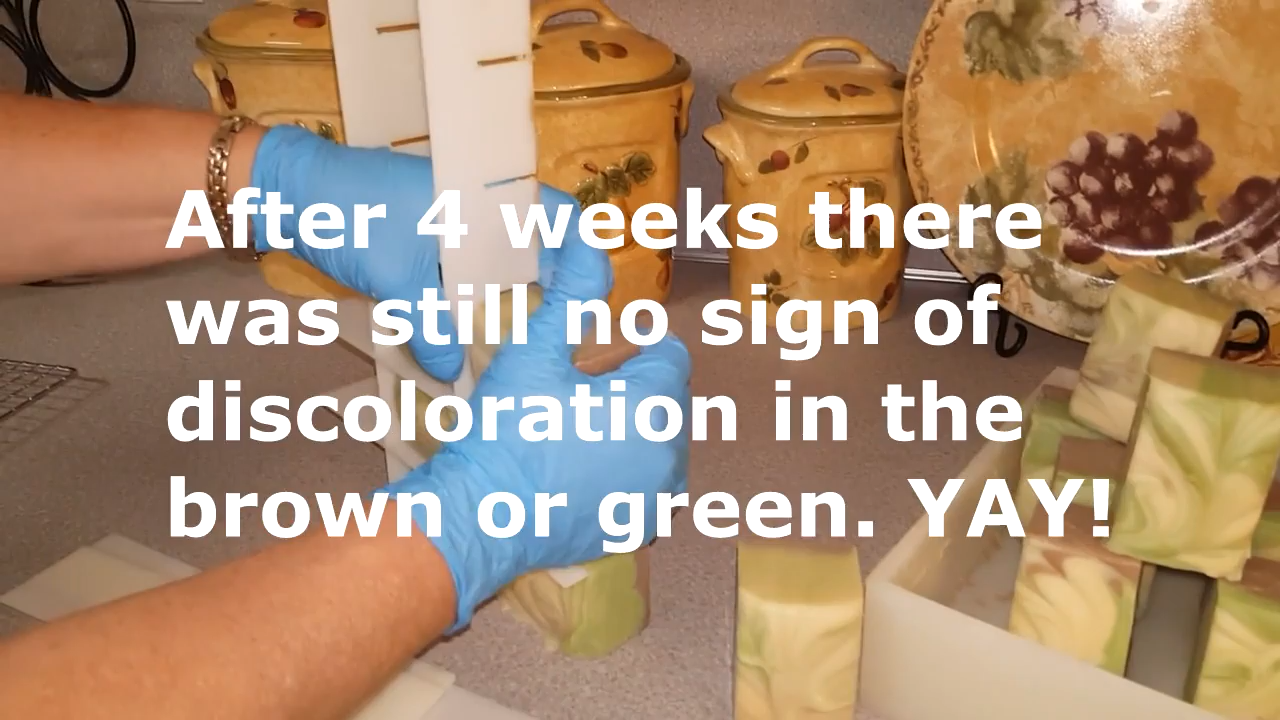 After 4 weeks there
was still no sign of
discoloration in the
brown or green. YAY!